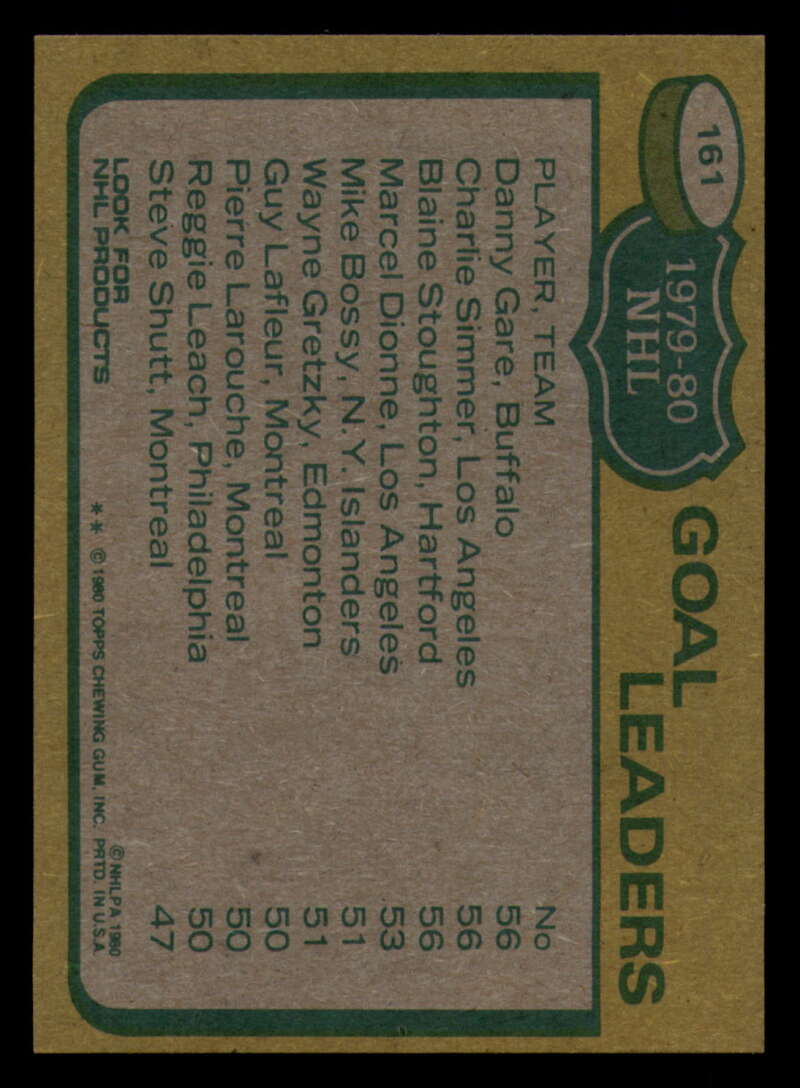 161
1979-80
NHL
GOAL
LEADERS
PLAYER, TEAM No
Danny Gare, Buffalo 56
Charlie Simmer, Los Angeles 56
Blaine Stoughton, Hartford 56
Marcel Dionne, Los Angeles 53
Mike Bossy, N.Y. Islanders 51
Wayne Gretzky, Edmonton 51
Guy Lafleur, Montreal 50
Pierre Larouche, Montreal 50
Reggie Leach, Philadelphia 50
Steve Shutt, Montreal 47
LOOK FOR
NHL PRODUCTS
© NHLPA 1980
** © 1980 TOPPS CHEWING GUM, INC. PRTD. IN U.S.A.